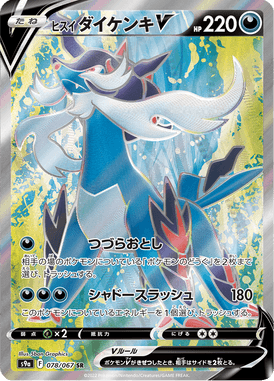 たね ヒスイ ダイケンキV HP220
つづらおとし
相手の場のポケモンについている「ポケモンのどうぐ」を2枚まで
選び、トラッシュする。
シャドースラッシュ 180
このポケモンについているエネルギーを1個選び、トラッシュする。
弱点 ×2 抵抗力 にげる
Vルール
ポケモンVがきぜつしたとき、相手はサイドを2枚とる。
Illus.
s9a F 078/067 SR